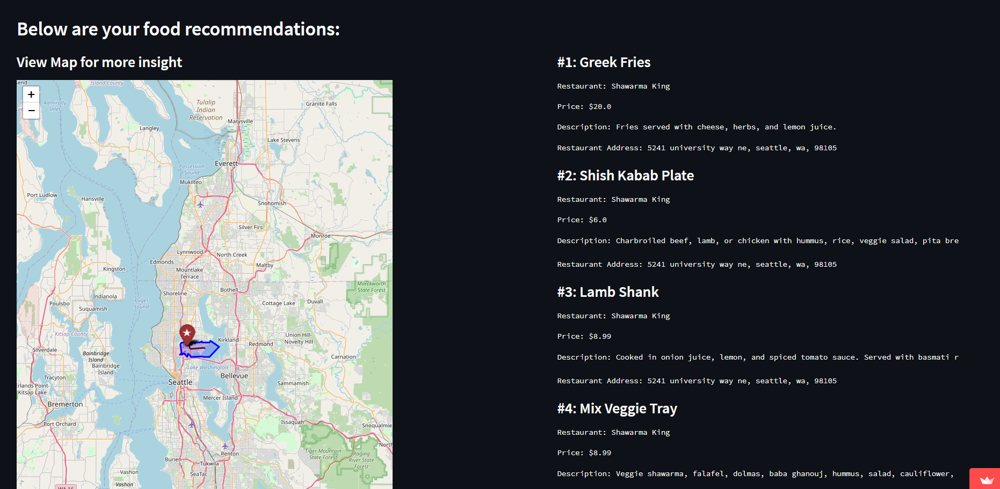 Below are your food recommendations:
View Map for more insight
#1: Greek Fries
Restaurant: Shawarma King
Price: $20.0
Description: Fries served with cheese, herbs, and lemon juice.
Restaurant Address: 5241 university way ne, seattle, wa, 98105
#2: Shish Kabab Plate
Restaurant: Shawarma King
Price: $6.0
Description: Charbroiled beef, lamb, or chicken with hummus, rice, veggie salad, pita bre
Restaurant Address: 5241 university way ne, seattle, wa, 98105
#3: Lamb Shank
Restaurant: Shawarma King
Price: $8.99
Description: Cooked in onion juice, lemon, and spiced tomato sauce. Served with basmati r
Restaurant Address: 5241 university way ne, seattle, wa, 98105
#4: Mix Veggie Tray
Restaurant: Shawarma King
Price: $8.99
Description: Veggie shawarma, falafel, dolmas, baba ghanouj, hummus, salad, cauliflower,
+
−
send
Island County
Admiralty
Inlet
Tulalip
Indian
Reservation
Granite Falls
Marysville
Langley
Lake Stevens
Everett
Possession
Sound
Mukilteo
Port Ludlow
Hansville
Snohomish
Silver Firs
Monroe
Lynnwood
North Creek
Edmonds
Maltby
Kingston
Mountlake
Terrace
Marckworth
State Forest
Bothell
Shoreline
Indianola
Puget
Sound
Poulsbo
Suquamish
Cottage Lake
Duvall
Kitsap County
Kirkland
Redmond
Union Hill-
Novelty Hill
Silverdale
Bainbridge
Island
Bainbridge
Island
Carnation
Lake Washington
Tracyton
Bellevue
Seattle
Sammamish
Erlands Point-
Kitsap Lake
Mercer Island
Bremerton
Port Orchard
Issaquah
Snoqualmie
North
Renton
Tiger Mountain
State Forest
Raging
River State
Forest
Burien
Tukwila
SeaTac
Vashon
Vashon
Island
Colvos
WA 16